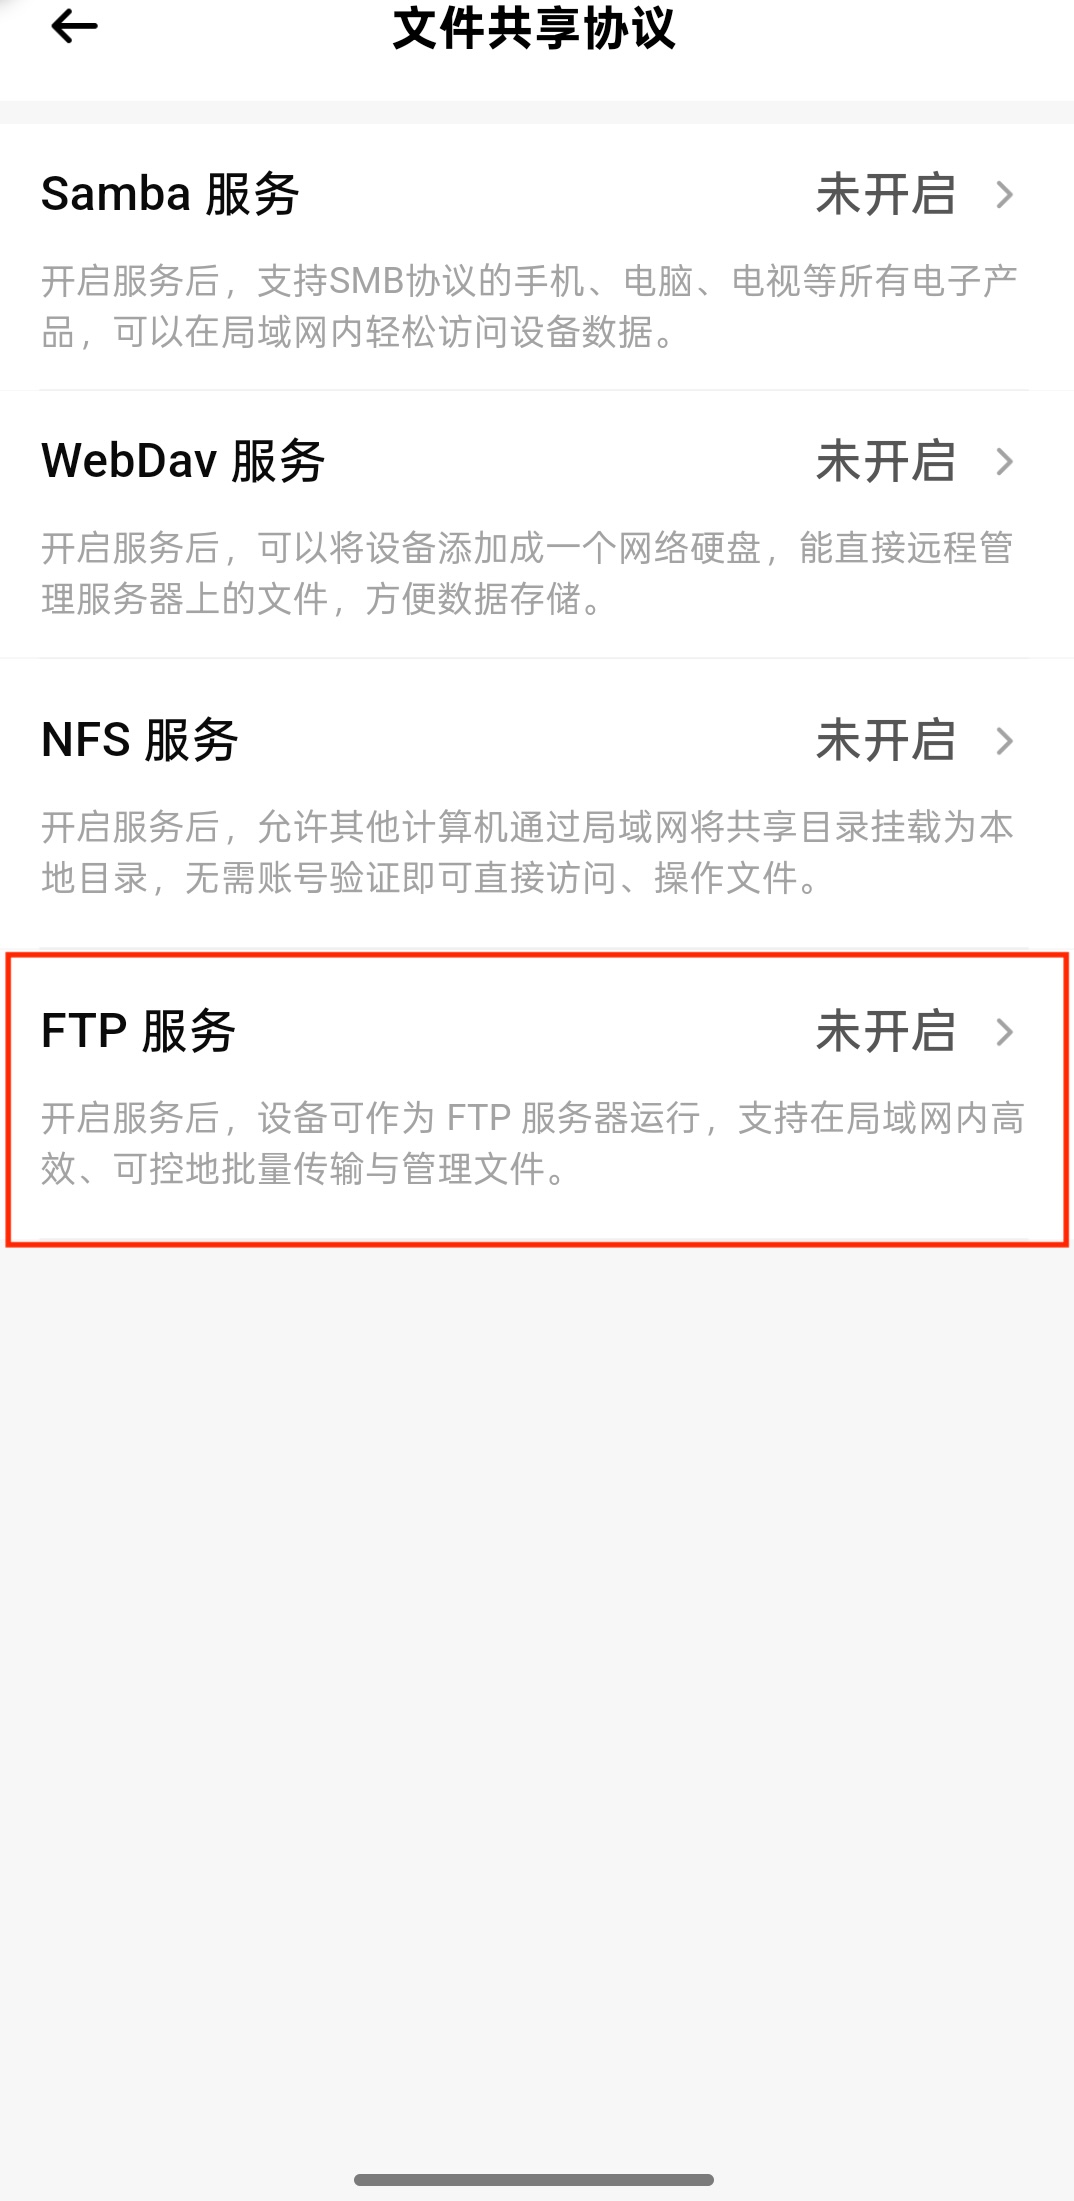 文件共享协议
Samba 服务
未开启
开启服务后，支持SMB协议的手机、电脑、电视等所有电子产
品，可以在局域网内轻松访问设备数据。
WebDav 服务
未开启
开启服务后，可以将设备添加成一个网络硬盘，能直接远程管
理服务器上的文件，方便数据存储。
NFS 服务
未开启
开启服务后，允许其他计算机通过局域网将共享目录挂载为本
地目录，无需账号验证即可直接访问、操作文件。
FTP 服务
未开启
开启服务后，设备可作为 FTP 服务器运行，支持在局域网内高
效、可控地批量传输与管理文件。